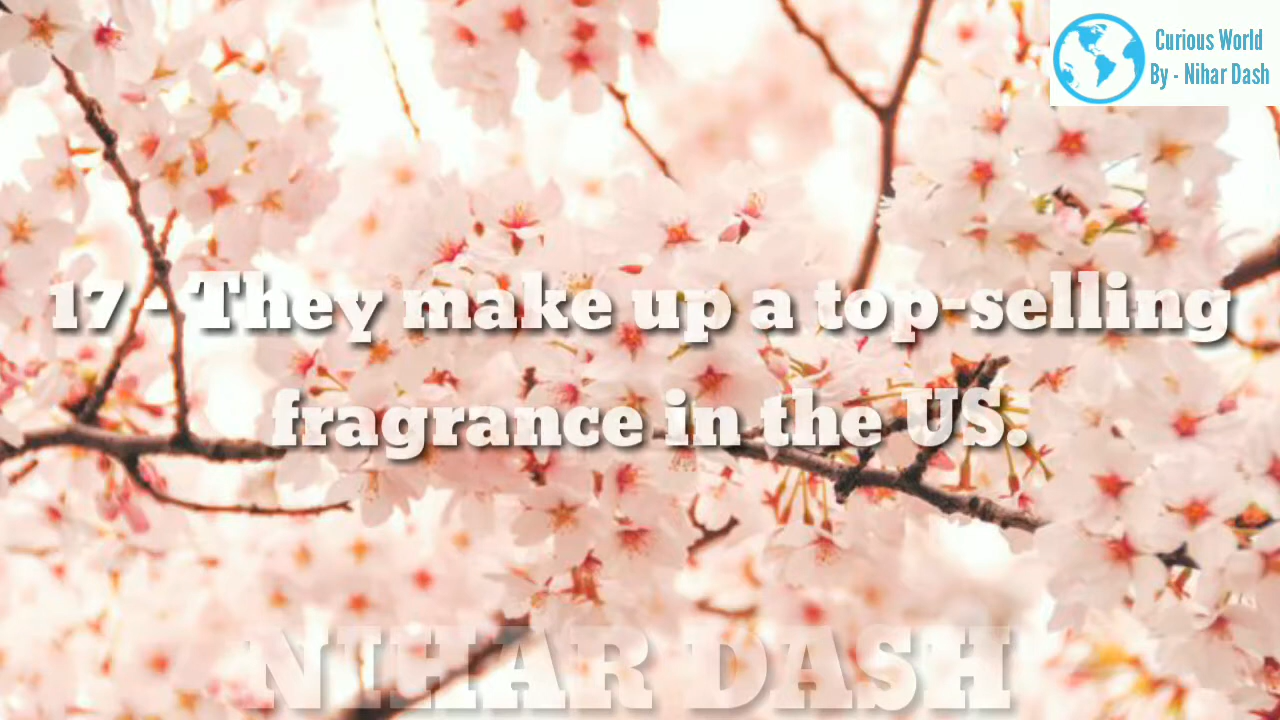 Curious World
By - Nihar Dash
17 - They make up a top-selling
fragrance in the US.
NIHAR DASH